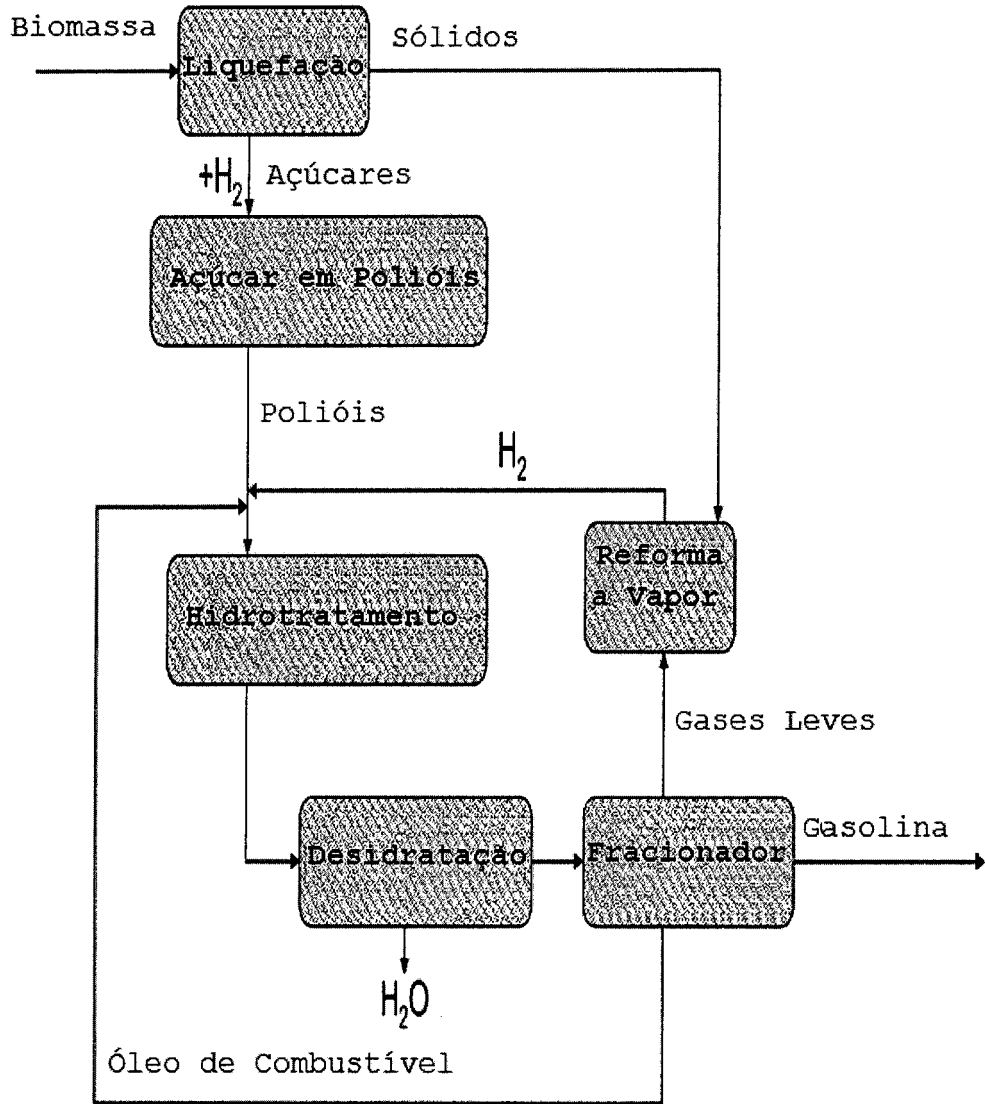 Biomassa
Sólidos
Liquefação
+H₂ Açúcares
Açucar em Polióis
Polióis
H₂
Reforma
a Vapor
Hidrotratamento
Gases Leves
Gasolina
Desidratação
Fracionador
H₂O
Óleo de Combustível